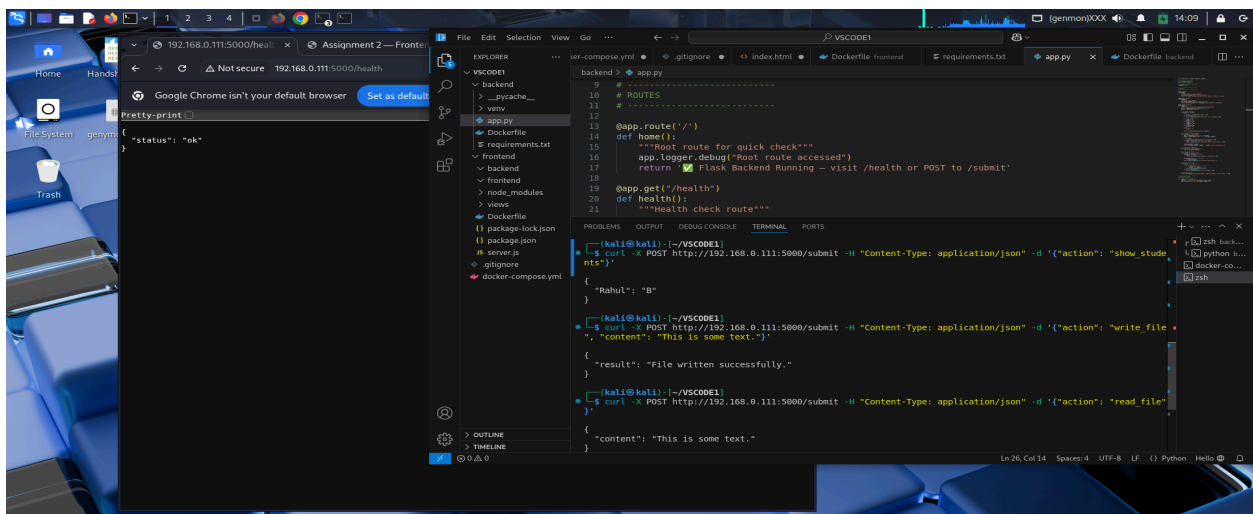 1 2 3 4
(genmon)XXX 14:09
Home
File System
Trash
192.168.0.111:5000/healt
Assignment 2 — Fronte
Not secure 192.168.0.111:5000/health
Google Chrome isn't your default browser Set as default
Pretty-print
{
"status": "ok"
}
File Edit Selection View Go ··· VSCODE1
EXPLORER ···
VSCODE1
backend
__pycache__
venv
app.py
Dockerfile
requirements.txt
frontend
backend
frontend
node_modules
views
Dockerfile
package-lock.json
package.json
server.js
.gitignore
docker-compose.yml
OUTLINE
TIMELINE
er-compose.yml .gitignore index.html Dockerfile frontend requirements.txt app.py Dockerfile backend
backend > app.py
9 # ---------------------------
10 # ROUTES
11 # ---------------------------
12
13 @app.route('/')
14 def home():
15 """Root route for quick check"""
16 app.logger.debug("Root route accessed")
17 return '✅ Flask Backend Running — visit /health or POST to /submit'
18
19 @app.get("/health")
20 def health():
21 """Health check route"""
PROBLEMS OUTPUT DEBUG CONSOLE TERMINAL PORTS
zsh back...
python b...
docker-co...
zsh
┌──(kali㉿kali)-[~/VSCODE1]
└─$ curl -X POST http://192.168.0.111:5000/submit -H "Content-Type: application/json" -d '{"action": "show_stude
nts"}'
{
"Rahul": "B"
}
┌──(kali㉿kali)-[~/VSCODE1]
└─$ curl -X POST http://192.168.0.111:5000/submit -H "Content-Type: application/json" -d '{"action": "write_file
", "content": "This is some text."}'
{
"result": "File written successfully."
}
┌──(kali㉿kali)-[~/VSCODE1]
└─$ curl -X POST http://192.168.0.111:5000/submit -H "Content-Type: application/json" -d '{"action": "read_file"
}'
{
"content": "This is some text."
}
0 0 Ln 26, Col 14 Spaces: 4 UTF-8 LF {} Python Hello